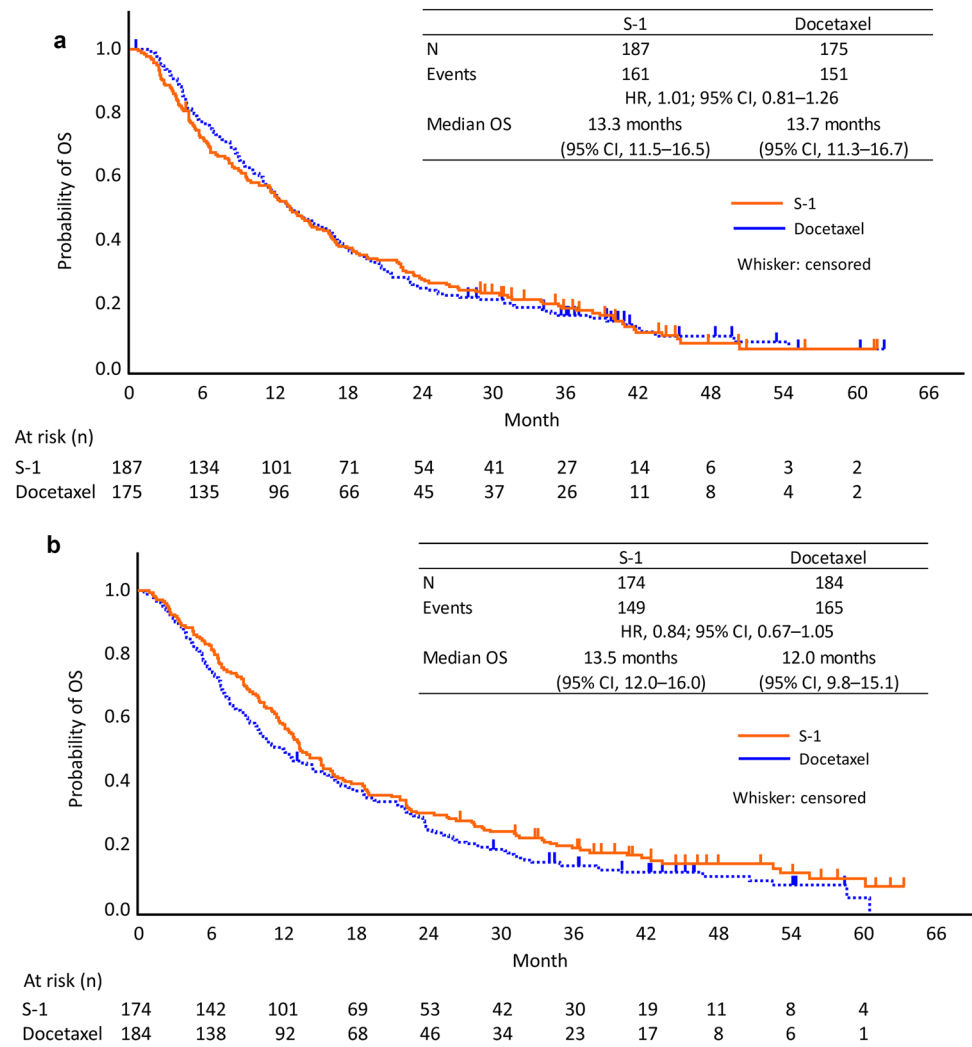 a
S-1 Docetaxel
N 187 175
Events 161 151
HR, 1.01; 95% CI, 0.81–1.26
Median OS 13.3 months 13.7 months
(95% CI, 11.5–16.5) (95% CI, 11.3–16.7)
Probability of OS
1.0
0.8
0.6
0.4
0.2
0.0
S-1
Docetaxel
Whisker: censored
0 6 12 18 24 30 36 42 48 54 60 66
Month
At risk (n)
S-1 187 134 101 71 54 41 27 14 6 3 2
Docetaxel 175 135 96 66 45 37 26 11 8 4 2
b
S-1 Docetaxel
N 174 184
Events 149 165
HR, 0.84; 95% CI, 0.67–1.05
Median OS 13.5 months 12.0 months
(95% CI, 12.0–16.0) (95% CI, 9.8–15.1)
Probability of OS
1.0
0.8
0.6
0.4
0.2
0.0
S-1
Docetaxel
Whisker: censored
0 6 12 18 24 30 36 42 48 54 60 66
Month
At risk (n)
S-1 174 142 101 69 53 42 30 19 11 8 4
Docetaxel 184 138 92 68 46 34 23 17 8 6 1